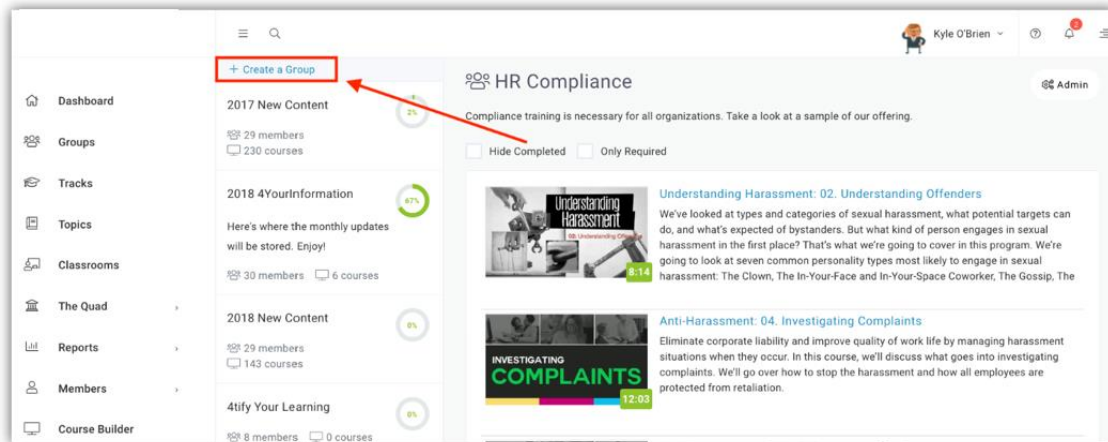 Kyle O'Brien
2
+ Create a Group
Dashboard
Groups
Tracks
Topics
Classrooms
The Quad
Reports
Members
Course Builder
2017 New Content
2%
29 members
230 courses
2018 4YourInformation
67%
Here's where the monthly updates
will be stored. Enjoy!
30 members 6 courses
2018 New Content
0%
29 members
143 courses
4tify Your Learning
0%
8 members 0 courses
HR Compliance
Admin
Compliance training is necessary for all organizations. Take a look at a sample of our offering.
Hide Completed Only Required
Understanding
Harassment
02: Understanding Offenders
8:14
Understanding Harassment: 02. Understanding Offenders
We've looked at types and categories of sexual harassment, what potential targets can
do, and what's expected of bystanders. But what kind of person engages in sexual
harassment in the first place? That's what we're going to cover in this program. We're
going to look at seven common personality types most likely to engage in sexual
harassment: The Clown, The In-Your-Face and In-Your-Space Coworker, The Gossip, The
INVESTIGATING
COMPLAINTS
12:03
Anti-Harassment: 04. Investigating Complaints
Eliminate corporate liability and improve quality of work life by managing harassment
situations when they occur. In this course, we'll discuss what goes into investigating
complaints. We'll go over how to stop the harassment and how all employees are
protected from retaliation.